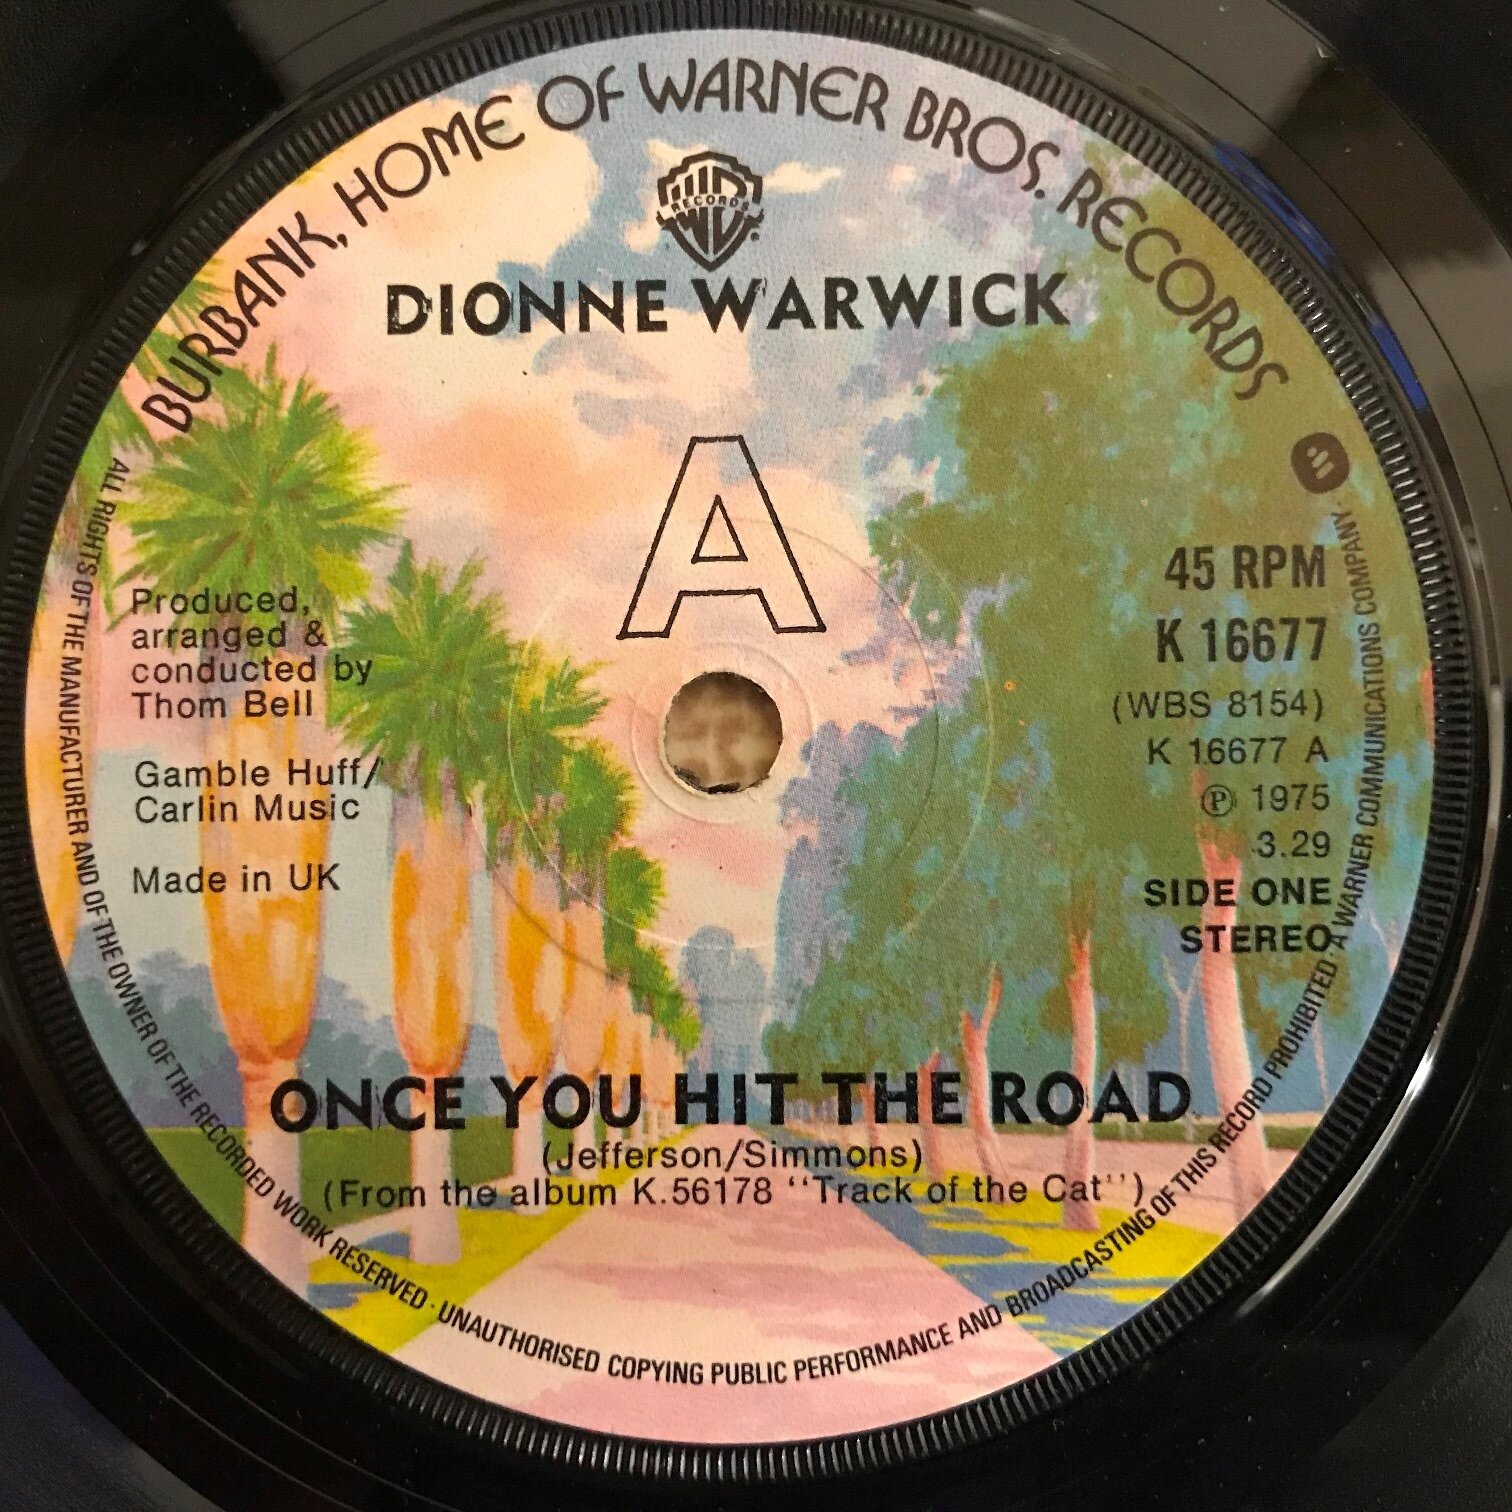 BURBANK, HOME OF WARNER BROS. RECORDS
RECORDS
DIONNE WARWICK
A
Produced,
arranged &
conducted by
Thom Bell
Gamble Huff/
Carlin Music
Made in UK
45 RPM
K 16677
(WBS 8154)
K 16677 A
℗ 1975
3.29
SIDE ONE
STEREO
ONCE YOU HIT THE ROAD
(Jefferson/Simmons)
(From the album K.56178 ‘‘Track of the Cat’’)
ALL RIGHTS OF THE MANUFACTURER AND OF THE OWNER OF THE RECORDED WORK RESERVED · UNAUTHORISED COPYING PUBLIC PERFORMANCE AND BROADCASTING OF THIS RECORD PROHIBITED · A WARNER COMMUNICATIONS COMPANY ·